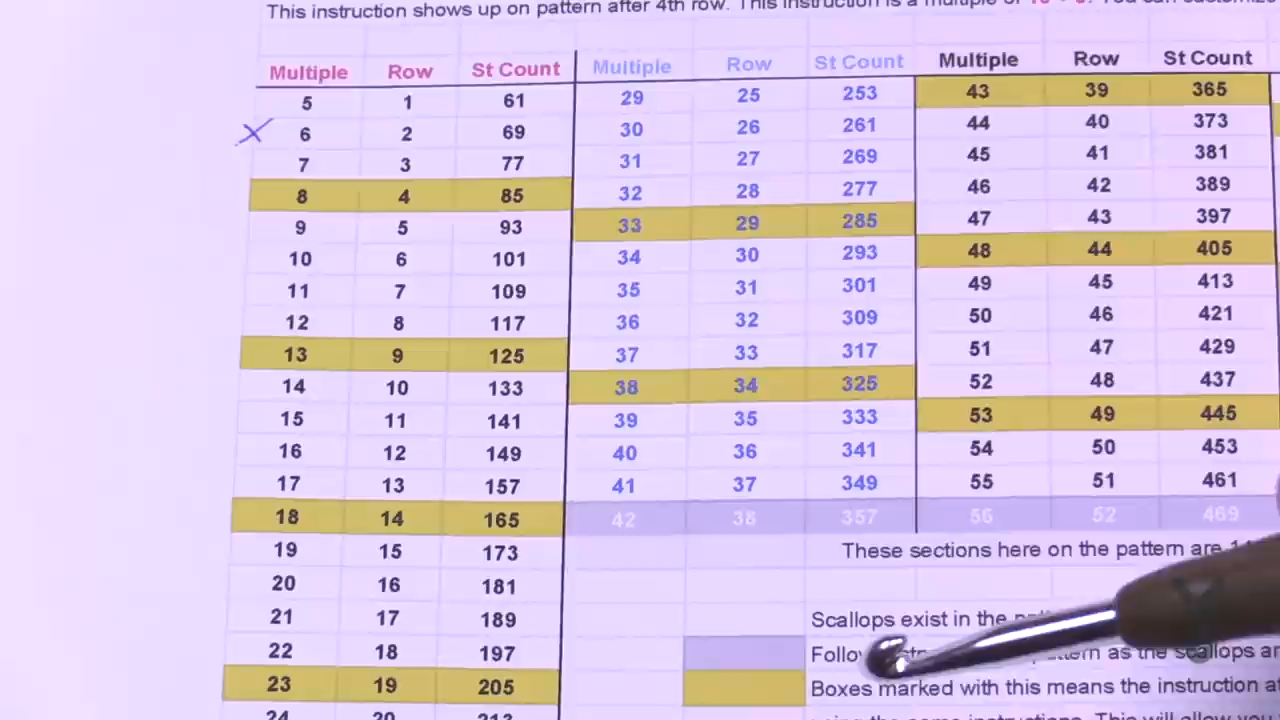 This instruction shows up on pattern after 4th row. This instruction is a multiple of
Multiple Row St Count Multiple Row St Count Multiple Row St Count
5 1 61 29 25 253 43 39 365
6 2 69 30 26 261 44 40 373
7 3 77 31 27 269 45 41 381
8 4 85 32 28 277 46 42 389
9 5 93 33 29 285 47 43 397
10 6 101 34 30 293 48 44 405
11 7 109 35 31 301 49 45 413
12 8 117 36 32 309 50 46 421
13 9 125 37 33 317 51 47 429
14 10 133 38 34 325 52 48 437
15 11 141 39 35 333 53 49 445
16 12 149 40 36 341 54 50 453
17 13 157 41 37 349 55 51 461
18 14 165 42 38 357 56 52 469
19 15 173 These sections here on the pattern are
20 16 181
21 17 189 Scallops exist in the
22 18 197 as the scallops
23 19 205 Boxes marked with this means the instruction
24 20 213